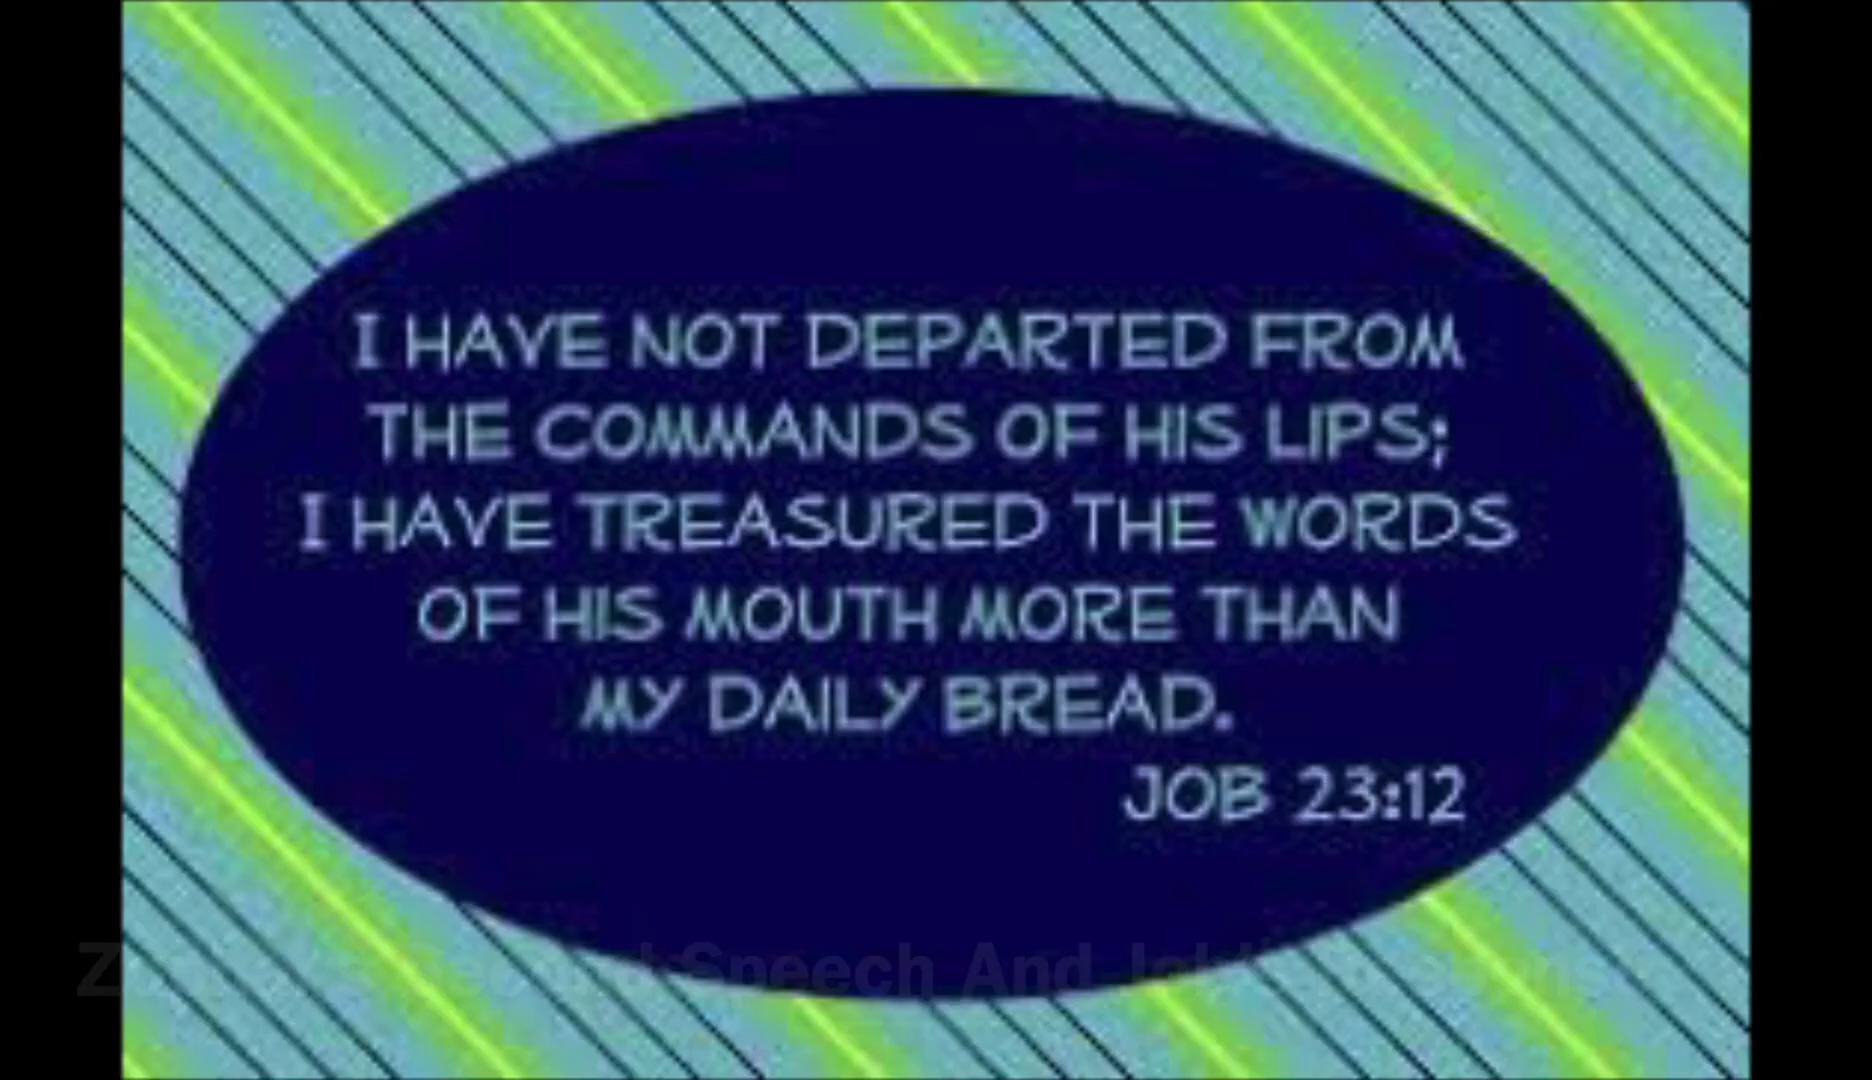 I HAVE NOT DEPARTED FROM
THE COMMANDS OF HIS LIPS;
I HAVE TREASURED THE WORDS
OF HIS MOUTH MORE THAN
MY DAILY BREAD.
JOB 23:12
Speech And